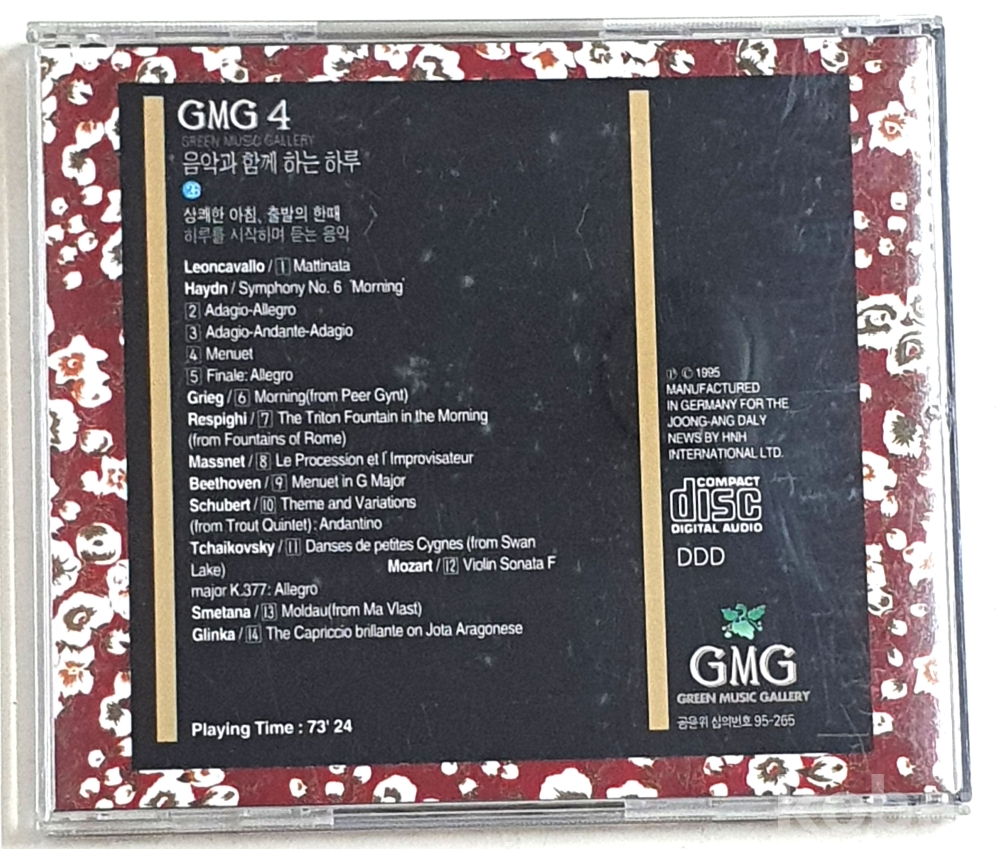 GMG 4
GREEN MUSIC GALLERY
음악과 함께 하는 하루
상쾌한 아침, 출발의 한때
하루를 시작하며 듣는 음악
Leoncavallo / 1 Mattinata
Haydn / Symphony No. 6 'Morning'
2 Adagio-Allegro
3 Adagio-Andante-Adagio
4 Menuet
5 Finale: Allegro
Grieg / 6 Morning(from Peer Gynt)
Respighi / 7 The Triton Fountain in the Morning
(from Fountains of Rome)
Massnet / 8 Le Procession et l' Improvisateur
Beethoven / 9 Menuet in G Major
Schubert / 10 Theme and Variations
(from Trout Quintet) : Andantino
Tchaikovsky / 11 Danses de petites Cygnes (from Swan
Lake) Mozart / 12 Violin Sonata F
major K.377: Allegro
Smetana / 13 Moldau(from Ma Vlast)
Glinka / 14 The Capriccio brillante on Jota Aragonese
Playing Time : 73' 24
℗ © 1995
MANUFACTURED
IN GERMANY FOR THE
JOONG-ANG DALY
NEWS BY HNH
INTERNATIONAL LTD.
COMPACT
disc
DIGITAL AUDIO
DDD
GMG
GREEN MUSIC GALLERY
공윤위 심의번호 95-265